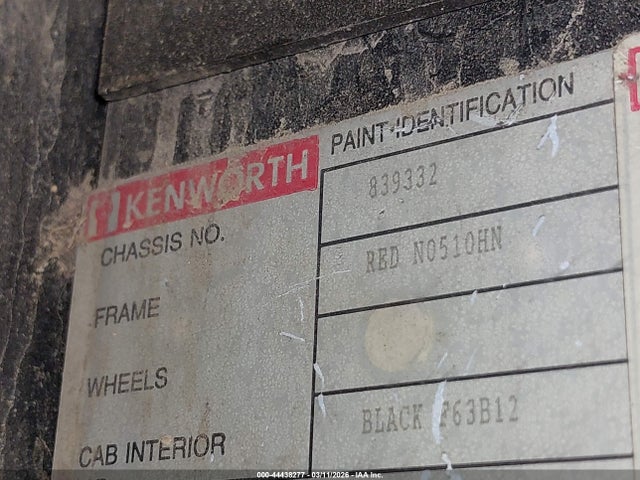 KENWORTH PAINT IDENTIFICATION
CHASSIS NO. 839332
FRAME RED N0510HN
WHEELS
CAB INTERIOR BLACK F63B12
000-44438277 - 03/11/2026 - IAA Inc.